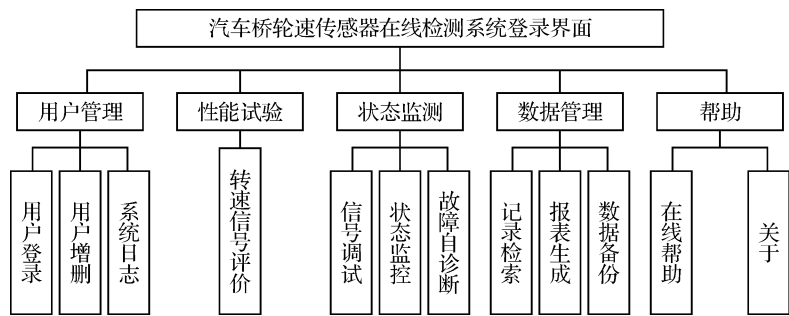 汽车桥轮速传感器在线检测系统登录界面
用户管理
性能试验
状态监测
数据管理
帮助
用户登录
用户增删
系统日志
转速信号评价
信号调试
状态监控
故障自诊断
记录检索
报表生成
数据备份
在线帮助
关于